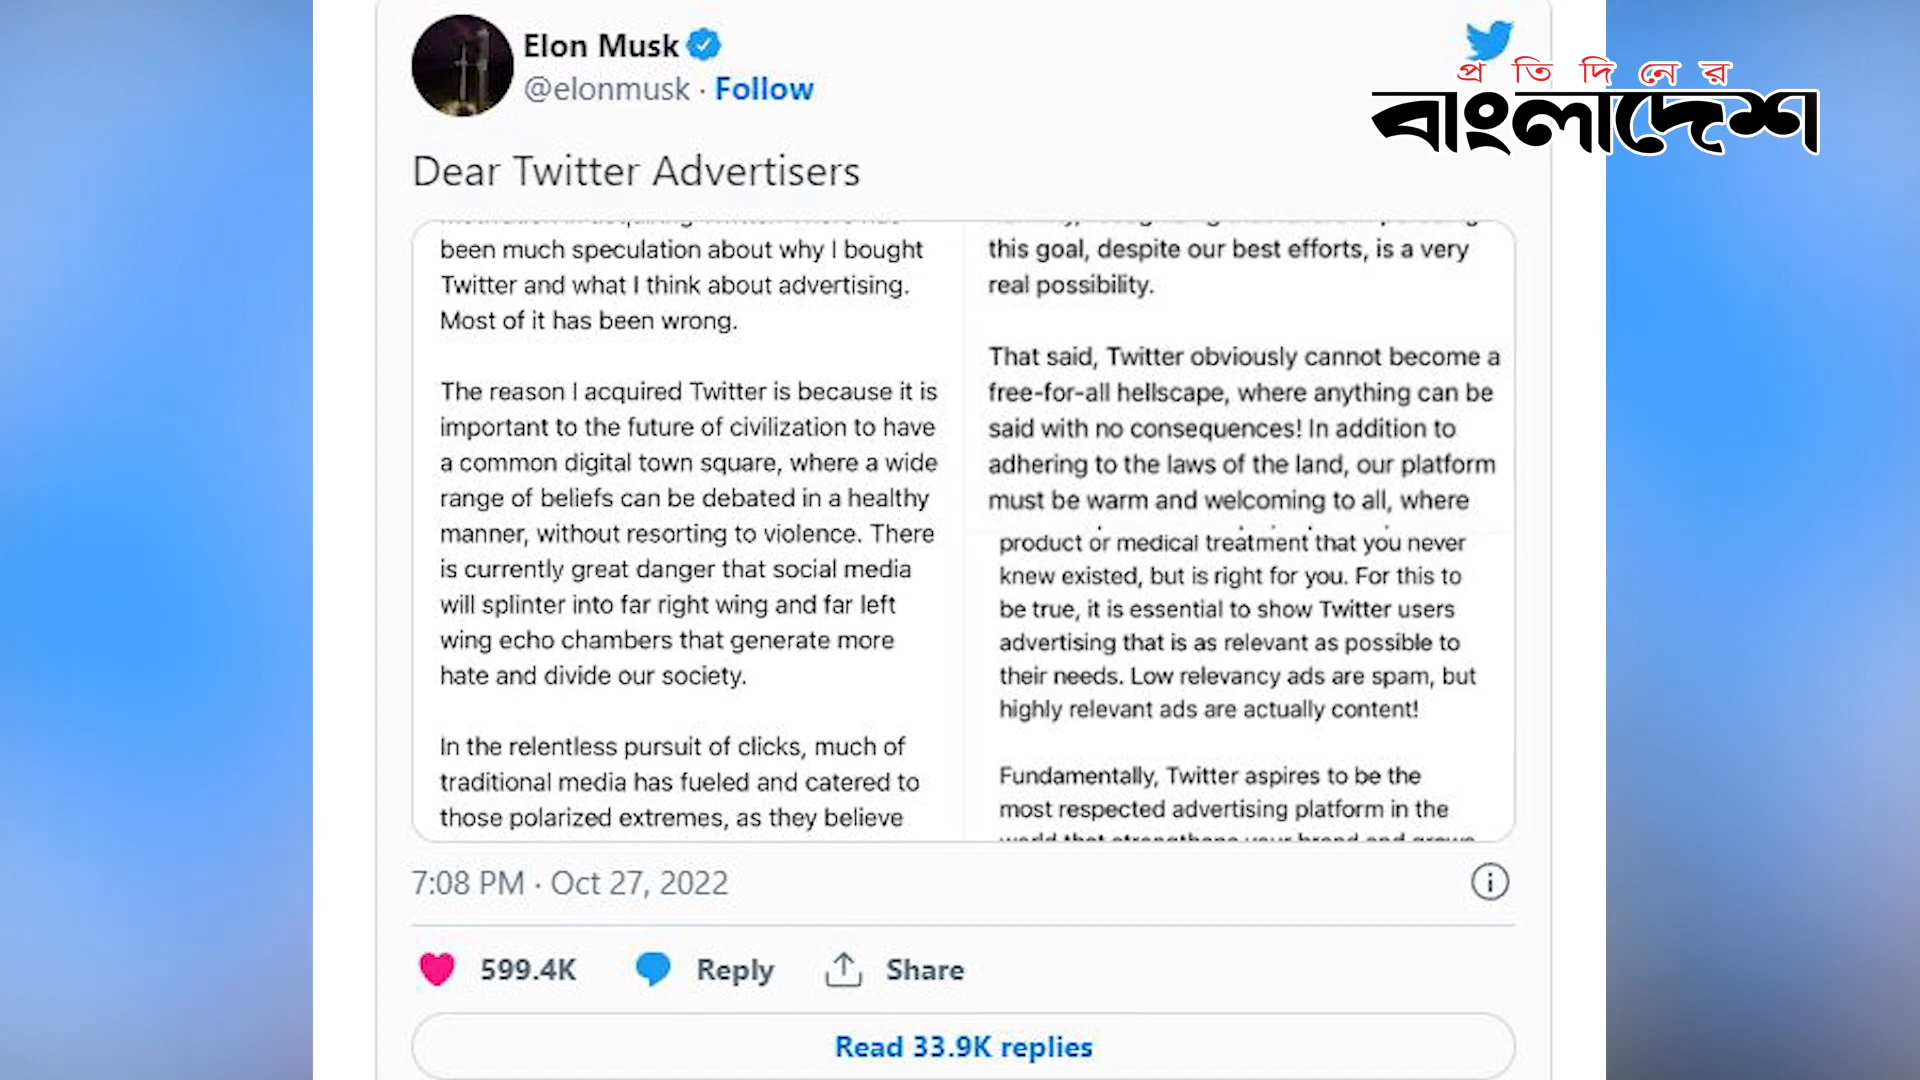 Elon Musk
@elonmusk · Follow
প্রতিদিনের
বাংলাদেশ
Dear Twitter Advertisers
been much speculation about why I bought
Twitter and what I think about advertising.
Most of it has been wrong.
The reason I acquired Twitter is because it is
important to the future of civilization to have
a common digital town square, where a wide
range of beliefs can be debated in a healthy
manner, without resorting to violence. There
is currently great danger that social media
will splinter into far right wing and far left
wing echo chambers that generate more
hate and divide our society.
In the relentless pursuit of clicks, much of
traditional media has fueled and catered to
those polarized extremes, as they believe
this goal, despite our best efforts, is a very
real possibility.
That said, Twitter obviously cannot become a
free-for-all hellscape, where anything can be
said with no consequences! In addition to
adhering to the laws of the land, our platform
must be warm and welcoming to all, where
product or medical treatment that you never
knew existed, but is right for you. For this to
be true, it is essential to show Twitter users
advertising that is as relevant as possible to
their needs. Low relevancy ads are spam, but
highly relevant ads are actually content!
Fundamentally, Twitter aspires to be the
most respected advertising platform in the
7:08 PM · Oct 27, 2022
599.4K Reply Share
Read 33.9K replies